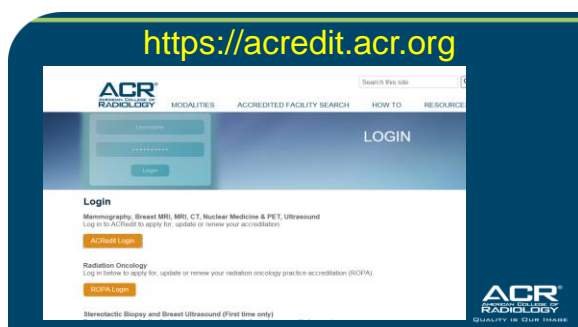 https://acredit.acr.org
Search this site
ACR®
AMERICAN COLLEGE OF
RADIOLOGY
MODALITIES
ACCREDITED FACILITY SEARCH
HOW TO
RESOURCES
Username
Login
LOGIN
Login
Mammography, Breast MRI, MRI, CT, Nuclear Medicine & PET, Ultrasound
Log in to ACRedit to apply for, update or renew your accreditation.
ACRedit Login
Radiation Oncology
Log in below to apply for, update or renew your radiation oncology practice accreditation (ROPA).
ROPA Login
Stereotactic Biopsy and Breast Ultrasound (First time only)
ACR®
AMERICAN COLLEGE OF
RADIOLOGY
QUALITY IS OUR IMAGE